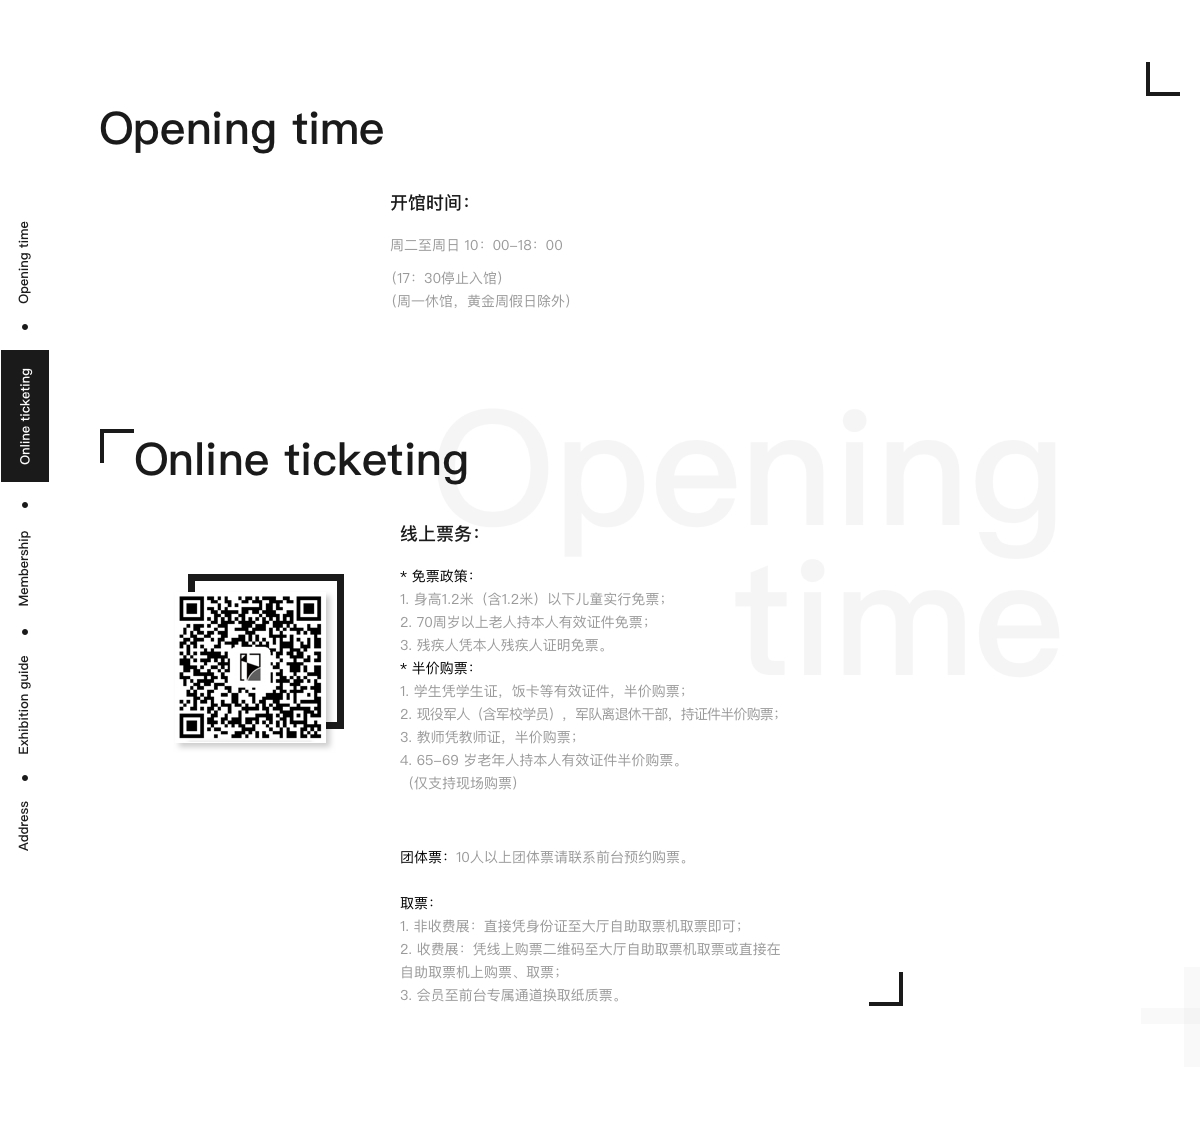 Opening time
开馆时间：
周二至周日 10：00-18：00
(17：30停止入馆)
(周一休馆，黄金周假日除外)
Opening time
Online ticketing
Membership
Exhibition guide
Address
Opening
time
Online ticketing
线上票务：
* 免票政策：
1. 身高1.2米（含1.2米）以下儿童实行免票；
2. 70周岁以上老人持本人有效证件免票；
3. 残疾人凭本人残疾人证明免票。
* 半价购票：
1. 学生凭学生证，饭卡等有效证件，半价购票；
2. 现役军人（含军校学员），军队离退休干部，持证件半价购票；
3. 教师凭教师证，半价购票；
4. 65-69 岁老年人持本人有效证件半价购票。
（仅支持现场购票）
团体票：10人以上团体票请联系前台预约购票。
取票：
1. 非收费展：直接凭身份证至大厅自助取票机取票即可；
2. 收费展：凭线上购票二维码至大厅自助取票机取票或直接在
自助取票机上购票、取票；
3. 会员至前台专属通道换取纸质票。